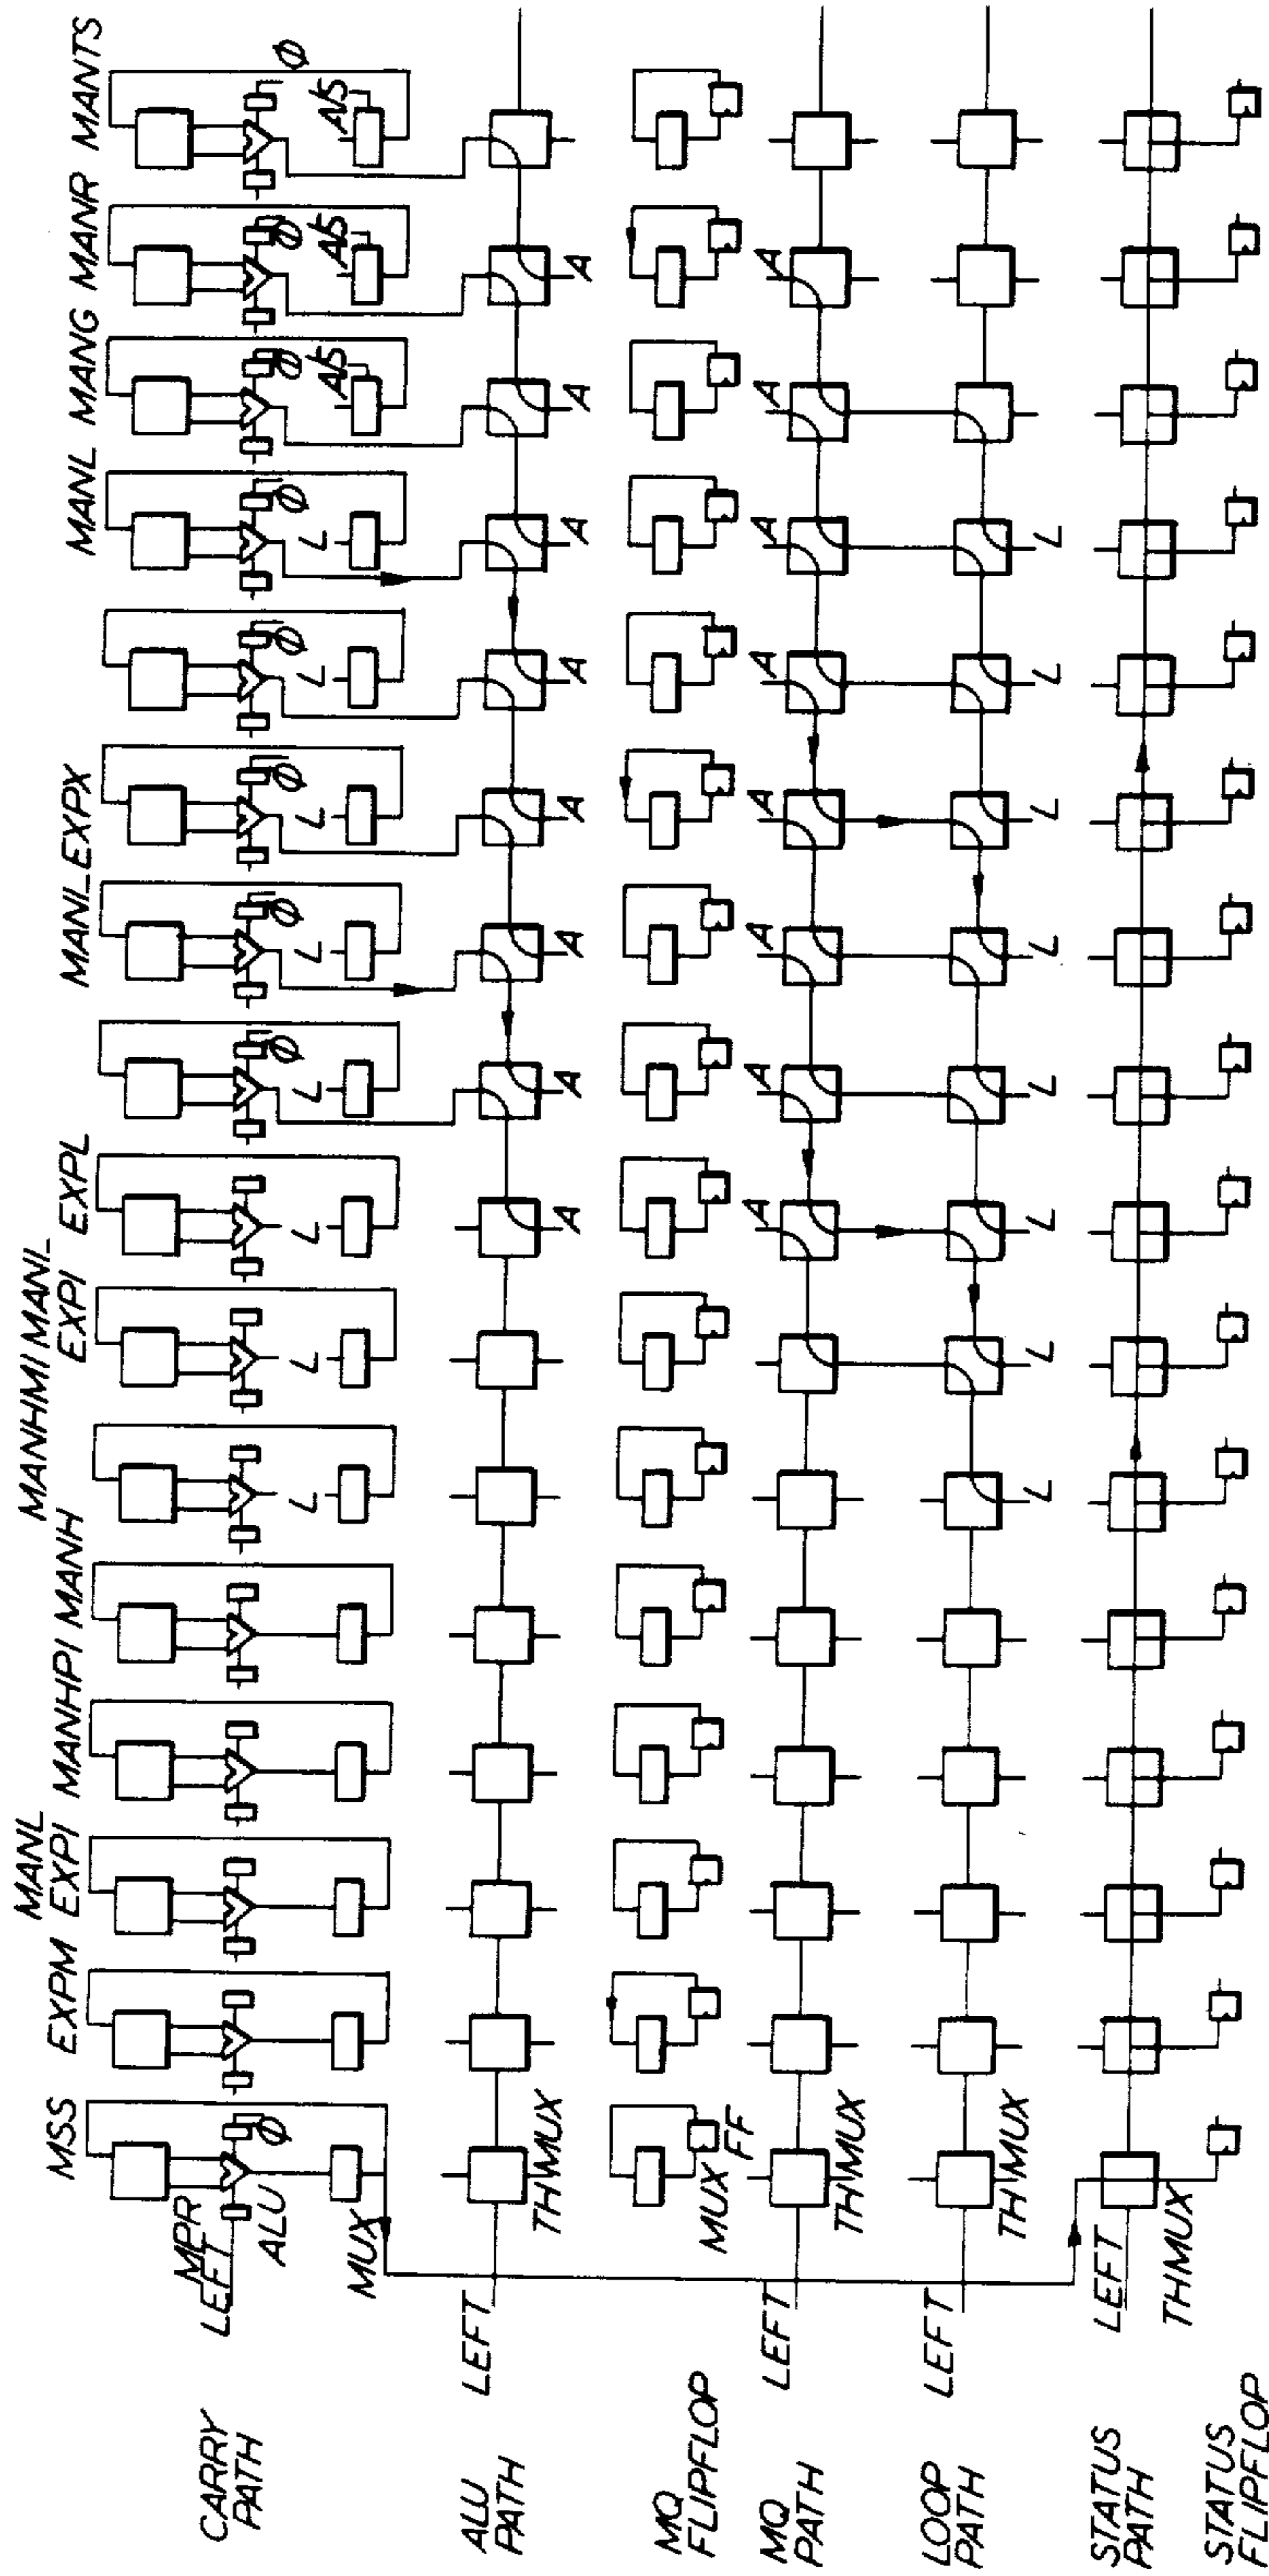 MANL MANHMI MANL_
MSS EXPM EXPI MANHPI MANH EXPI EXPL MANL_EXPX MANL MANG MANR MANTS
CARRY PATH
LEFT
MPR
ALU
MUX
Ø Ø Ø Ø Ø Ø Ø Ø Ø
L L L L L L L L A/S A/S A/S
ALU PATH
LEFT
THMUX
A A A A A A A A
MQ FLIPFLOP
MUX
FF
MQ PATH
LEFT
THMUX
A A A A A A A A
LOOP PATH
LEFT
THMUX
L L L L L L L L
STATUS PATH
LEFT
THMUX
STATUS FLIPFLOP